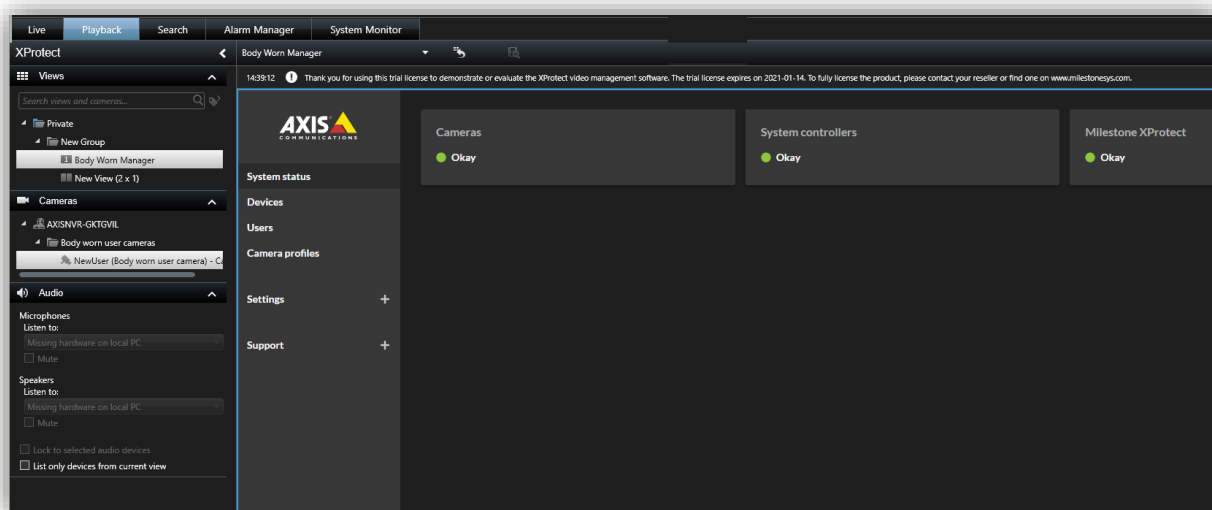 Live Playback Search Alarm Manager System Monitor
XProtect
Body Worn Manager
Views
14:39:12 Thank you for using this trial license to demonstrate or evaluate the XProtect video management software. The trial license expires on 2021-01-14. To fully license the product, please contact your reseller or find one on www.milestonesys.com.
Search views and cameras...
Private
New Group
Body Worn Manager
New View (2 x 1)
Cameras
AXISNVR-GKTGVIL
Body worn user cameras
NewUser (Body worn user camera) - Ca
Audio
Microphones
Listen to:
Missing hardware on local PC
Mute
Speakers
Listen to:
Missing hardware on local PC
Mute
Lock to selected audio devices
List only devices from current view
AXIS
COMMUNICATIONS
System status
Devices
Users
Camera profiles
Settings
Support
Cameras
Okay
System controllers
Okay
Milestone XProtect
Okay